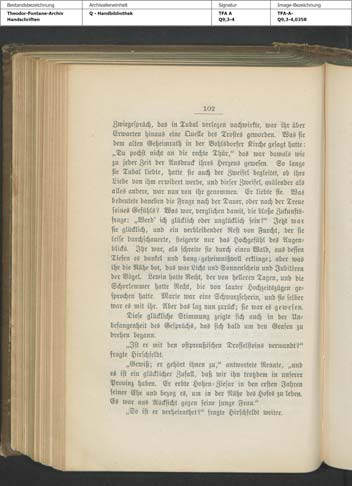 Bestandsbezeichnung
Theodor-Fontane-Archiv
Handschriften
Archivalieneinheit
Q - Handbibliothek
Signatur
TFA A
Q9,3-4
Image-Bezeichnung
TFA-A-
Q9,3-4,0358
102
Zwiegespräch, das in Tubal verlegen nachwirkte, war ihr über
Erwarten hinaus eine Quelle des Trostes geworden. Was sie
dem alten Geheimrath in der Bohlsdorfer Kirche gesagt hatte:
„Du pochst nicht an die rechte Thür,“ das war damals wie
zu jeder Zeit der Ausdruck ihres Herzens gewesen. So lange
sie Tubal liebte, hatte sie auch der Zweifel begleitet, ob ihre
Liebe von ihm erwidert werde, und dieser Zweifel, quälender als
alles andere, war nun von ihr genommen. Er liebte sie. Was
bedeutete daneben die Frage nach der Dauer, oder nach der Treue
seines Gefühls? Was war, verglichen damit, die bloße Zukunfts-
frage: „Werd' ich glücklich oder unglücklich sein?“ Jetzt war
sie glücklich, und ein verbleibender Rest von Furcht, der sie
leise durchschauerte, steigerte nur das Hochgefühl des Augen-
blicks. Ihr war, als schreite sie durch einen Wald, aus dessen
Tiefen es dunkel und bang-geheimnißvoll erklinge; aber was
ihr die Nähe bot, das war Licht und Sonnenschein und Jubiliren
der Vögel. Lewin hatte Recht, der von helleren Tagen, und die
Schorlemmer hatte Recht, die von lauter Hochzeitszügen ge-
sprochen hatte. Marie war eine Schwarzseherin, und sie selber
war es mit ihr. Aber das lag nun zurück; sie war es gewesen.
Diese glückliche Stimmung zeigte sich auch in der Un-
befangenheit des Gesprächs, das sich bald um den Grafen zu
drehen begann.
„Ist er mit den ostpreußischen Drosselsteins verwandt?“
fragte Hirschfeldt.
„Gewiß; er gehört ihnen zu,“ antwortete Renate, „und
es ist ein glücklicher Zufall, daß wir ihn trotzdem in unserer
Provinz haben. Er erbte Hohen-Ziesar in den ersten Jahren
seiner Ehe und bezog es, um in der Nähe des Hofes zu leben.
Es war aus Rücksicht gegen seine junge Frau.“
„So ist er verheirathet?“ fragte Hirschfeldt weiter.